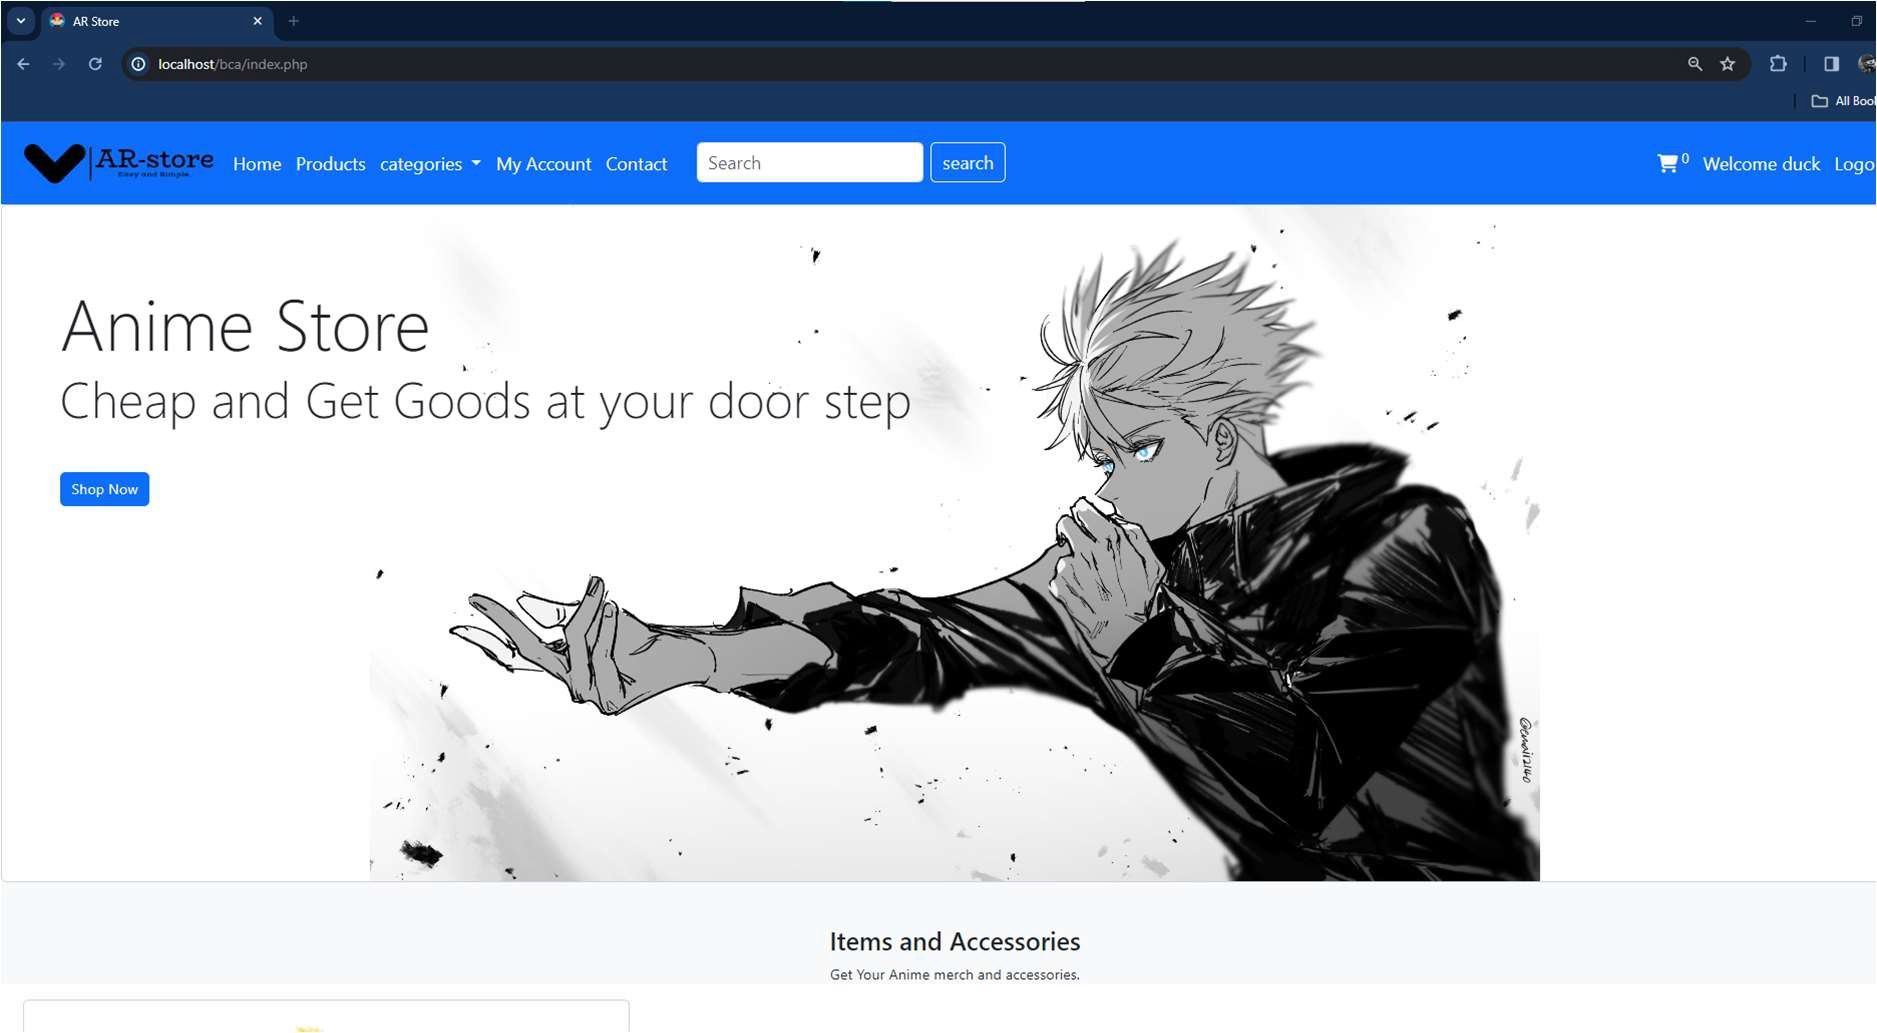 AR Store
localhost/bca/index.php
All Boo
AR-store
Easy and Simple.
Home Products categories My Account Contact Search search 0 Welcome duck Logo
Anime Store
Cheap and Get Goods at your door step
Shop Now
Items and Accessories
Get Your Anime merch and accessories.